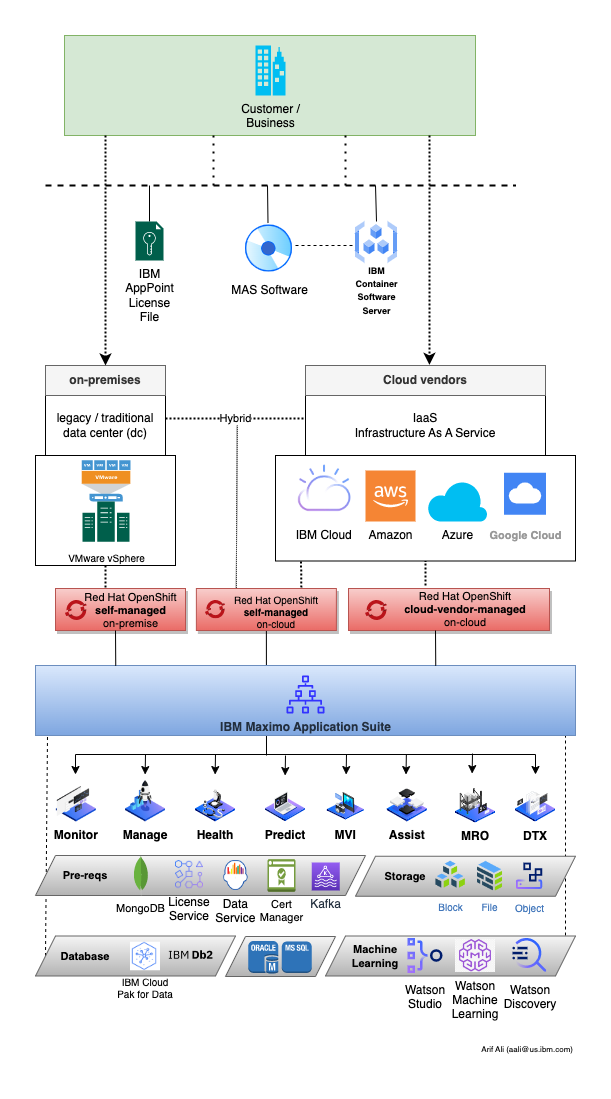 Customer /
Business
IBM
AppPoint
License
File
MAS Software
IBM
Container
Software
Server
on-premises
Cloud vendors
legacy / traditional
data center (dc)
Hybrid
IaaS
Infrastructure As A Service
VM VM VM VM
VMware
VMware vSphere
aws
IBM Cloud
Amazon
Azure
Google Cloud
Red Hat OpenShift
self-managed
on-premise
Red Hat OpenShift
self-managed
on-cloud
Red Hat OpenShift
cloud-vendor-managed
on-cloud
IBM Maximo Application Suite
Monitor
Manage
Health
Predict
MVI
Assist
MRO
DTX
Pre-reqs
MongoDB
License
Service
Data
Service
Cert
Manager
Kafka
Storage
Block
File
Object
Database
IBM Cloud
Pak for Data
IBM Db2
ORACLE
M
MS SQL
Machine
Learning
Watson
Studio
Watson
Machine
Learning
Watson
Discovery
Arif Ali (aali@us.ibm.com)